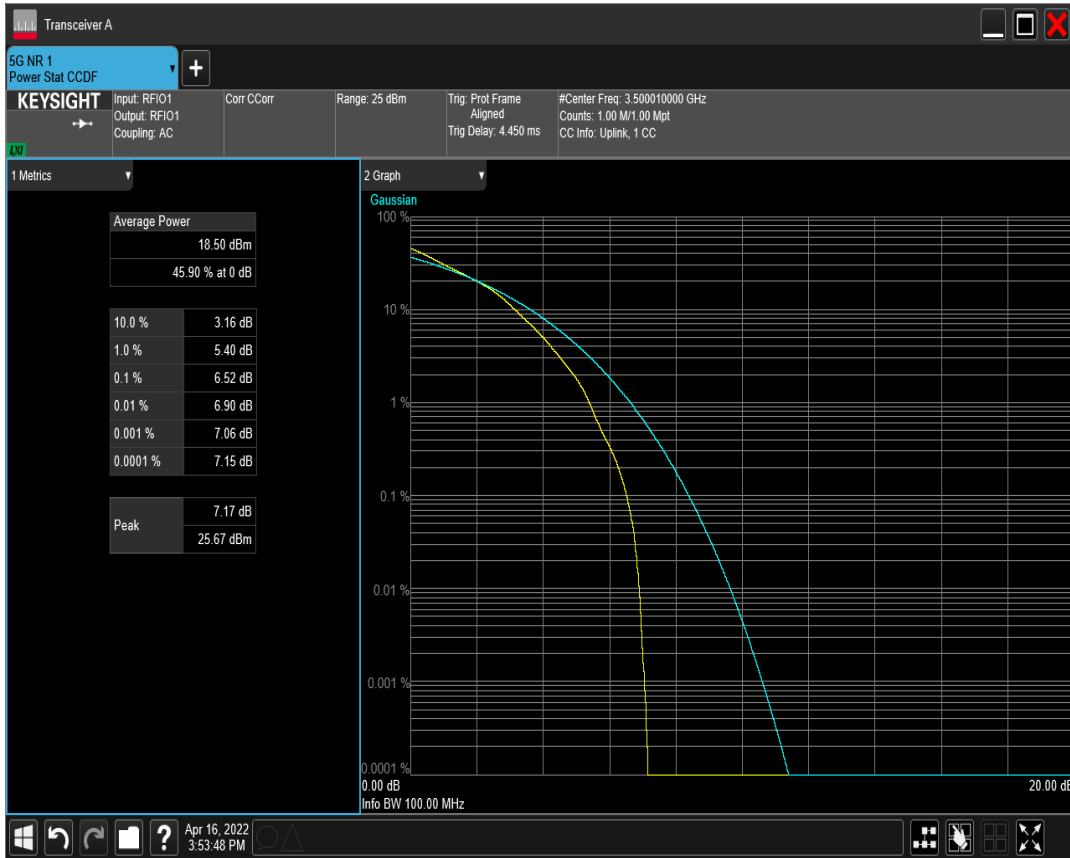 Transceiver A
5G NR 1
Power Stat CCDF
KEYSIGHT
LXI
Input: RFIO1
Output: RFIO1
Coupling: AC
Corr CCorr
Range: 25 dBm
Trig: Prot Frame
Aligned
Trig Delay: 4.450 ms
#Center Freq: 3.500010000 GHz
Counts: 1.00 M/1.00 Mpt
CC Info: Uplink, 1 CC
1 Metrics
Average Power
18.50 dBm
45.90 % at 0 dB
10.0 % 3.16 dB
1.0 % 5.40 dB
0.1 % 6.52 dB
0.01 % 6.90 dB
0.001 % 7.06 dB
0.0001 % 7.15 dB
Peak
7.17 dB
25.67 dBm
2 Graph
Gaussian
100 %
10 %
1 %
0.1 %
0.01 %
0.001 %
0.0001 %
0.00 dB 20.00 dB
Info BW 100.00 MHz
? Apr 16, 2022
3:53:48 PM